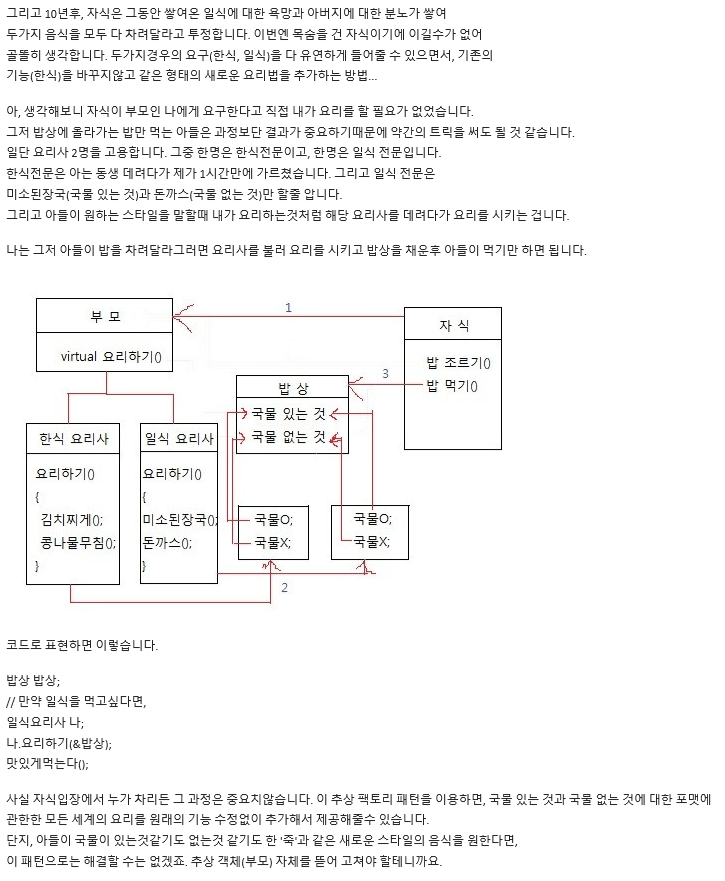 그리고 10년후, 자식은 그동안 쌓여온 일식에 대한 욕망과 아버지에 대한 분노가 쌓여
두가지 음식을 모두 다 차려달라고 투정합니다. 이번엔 목숨을 건 자식이기에 이길수가 없어
골똘히 생각합니다. 두가지경우의 요구(한식, 일식)을 다 유연하게 들어줄 수 있으면서, 기존의
기능(한식)을 바꾸지않고 같은 형태의 새로운 요리법을 추가하는 방법...
아, 생각해보니 자식이 부모인 나에게 요구한다고 직접 내가 요리를 할 필요가 없었습니다.
그저 밥상에 올라가는 밥만 먹는 아들은 과정보단 결과가 중요하기때문에 약간의 트릭을 써도 될 것 같습니다.
일단 요리사 2명을 고용합니다. 그중 한명은 한식전문이고, 한명은 일식 전문입니다.
한식전문은 아는 동생 데려다가 제가 1시간만에 가르쳤습니다. 그리고 일식 전문은
미소된장국(국물 있는 것)과 돈까스(국물 없는 것)만 할줄 압니다.
그리고 아들이 원하는 스타일을 말할때 내가 요리하는것처럼 해당 요리사를 데려다가 요리를 시키는 겁니다.
나는 그저 아들이 밥을 차려달라그러면 요리사를 불러 요리를 시키고 밥상을 채운후 아들이 먹기만 하면 됩니다.
부 모
virtual 요리하기()
1
자 식
밥 조르기()
밥 먹기()
3
밥 상
국물 있는 것
국물 없는 것
한식 요리사
요리하기()
{
김치찌게();
콩나물무침();
}
일식 요리사
요리하기()
{
미소된장국();
돈까스();
}
국물O;
국물X;
국물O;
국물X;
2
코드로 표현하면 이렇습니다.
밥상 밥상;
// 만약 일식을 먹고싶다면,
일식요리사 나;
나.요리하기(&밥상);
맛있게먹는다();
사실 자식입장에서 누가 차리든 그 과정은 중요치않습니다. 이 추상 팩토리 패턴을 이용하면, 국물 있는 것과 국물 없는 것에 대한 포맷에
관한한 모든 세계의 요리를 원래의 기능 수정없이 추가해서 제공해줄수 있습니다.
단지, 아들이 국물이 있는것같기도 없는것 같기도 한 '죽'과 같은 새로운 스타일의 음식을 원한다면,
이 패턴으로는 해결할 수는 없겠죠. 추상 객체(부모) 자체를 뜯어 고쳐야 할테니까요.